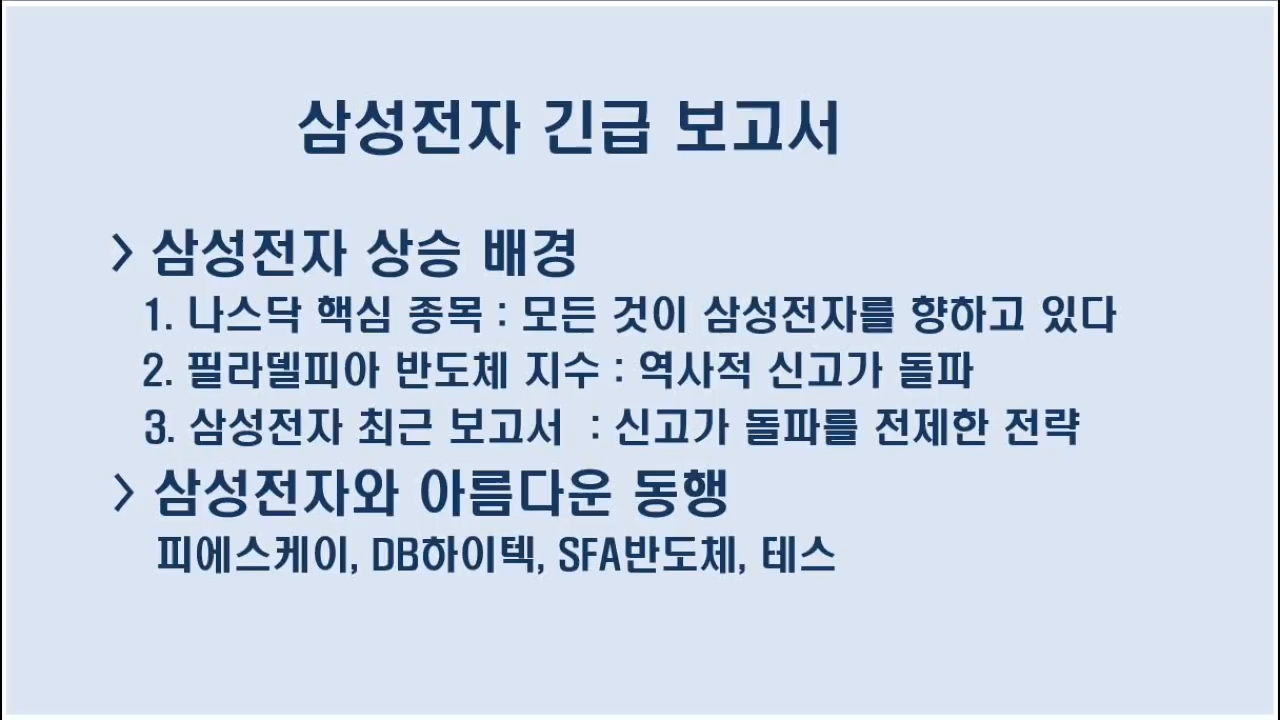 삼성전자 긴급 보고서
> 삼성전자 상승 배경
1. 나스닥 핵심 종목 : 모든 것이 삼성전자를 향하고 있다
2. 필라델피아 반도체 지수 : 역사적 신고가 돌파
3. 삼성전자 최근 보고서 : 신고가 돌파를 전제한 전략
> 삼성전자와 아름다운 동행
피에스케이, DB하이텍, SFA반도체, 테스